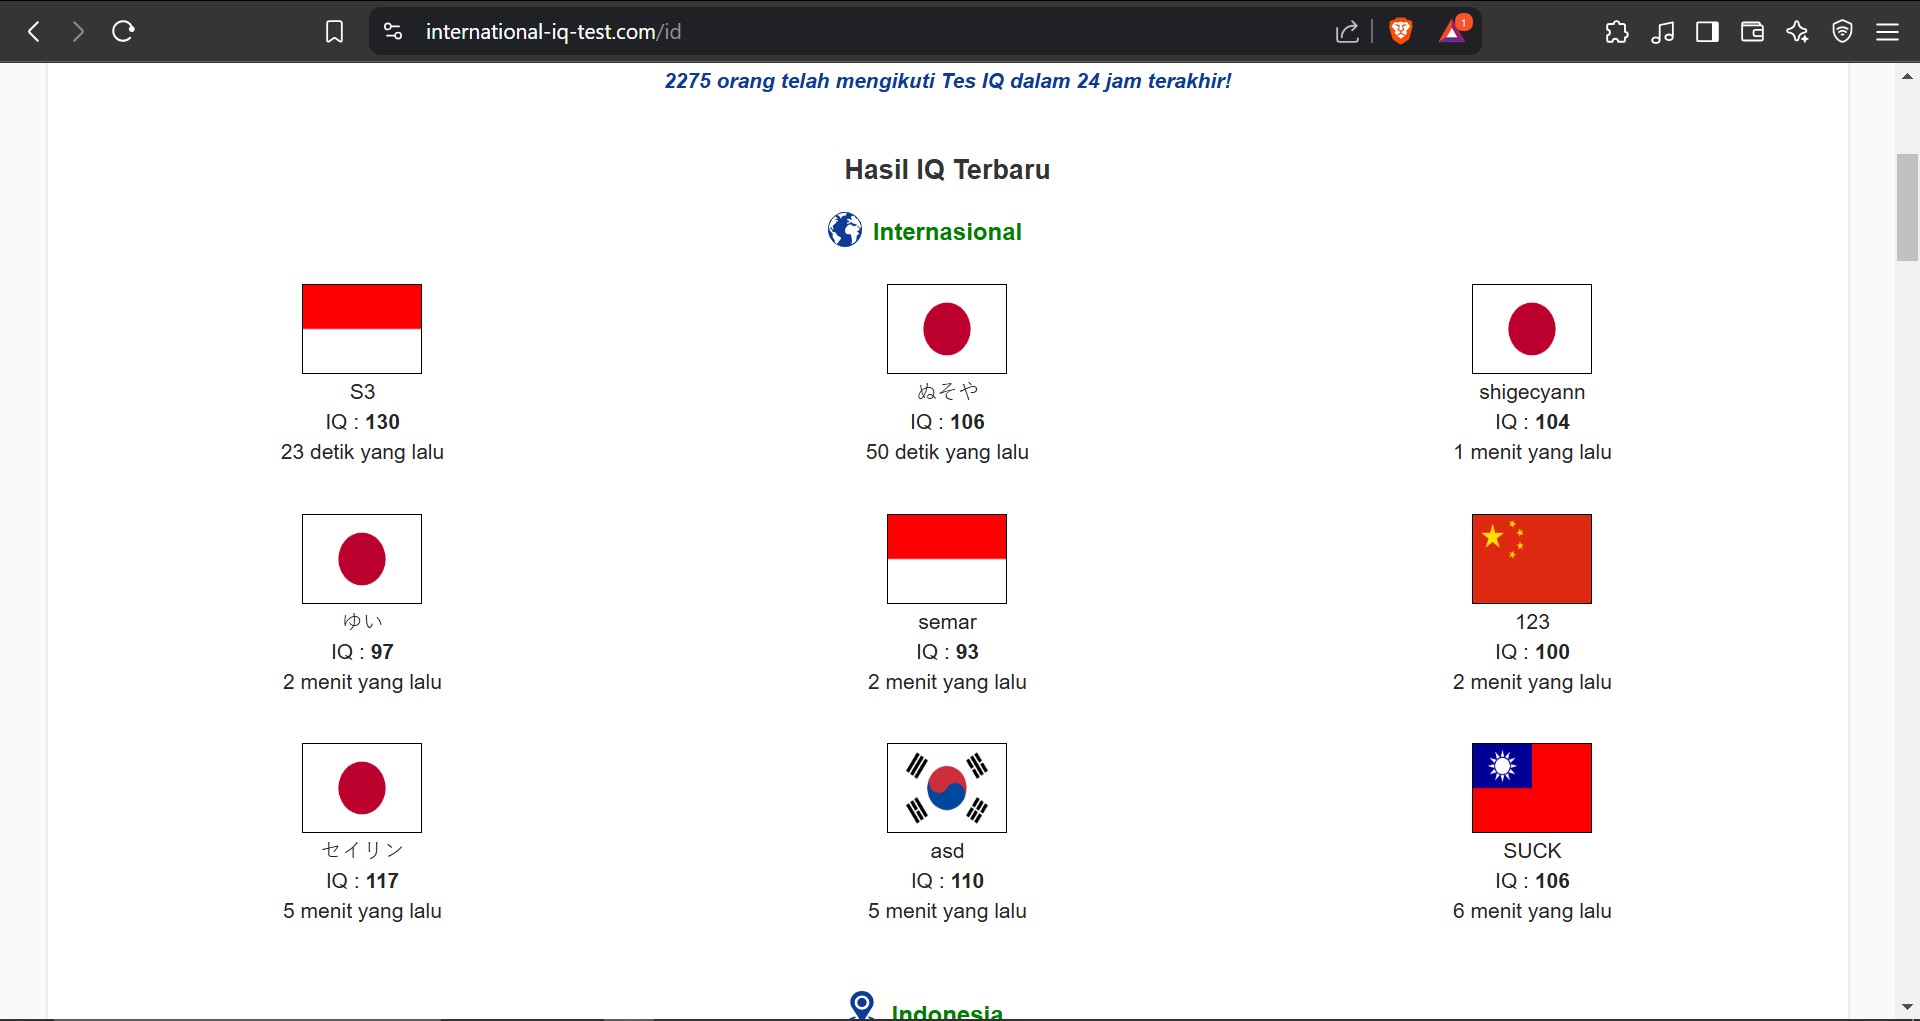 international-iq-test.com/id
1
2275 orang telah mengikuti Tes IQ dalam 24 jam terakhir!
Hasil IQ Terbaru
Internasional
S3
IQ : 130
23 detik yang lalu
ぬそや
IQ : 106
50 detik yang lalu
shigecyann
IQ : 104
1 menit yang lalu
ゆい
IQ : 97
2 menit yang lalu
semar
IQ : 93
2 menit yang lalu
123
IQ : 100
2 menit yang lalu
セイリン
IQ : 117
5 menit yang lalu
asd
IQ : 110
5 menit yang lalu
SUCK
IQ : 106
6 menit yang lalu
Indonesia